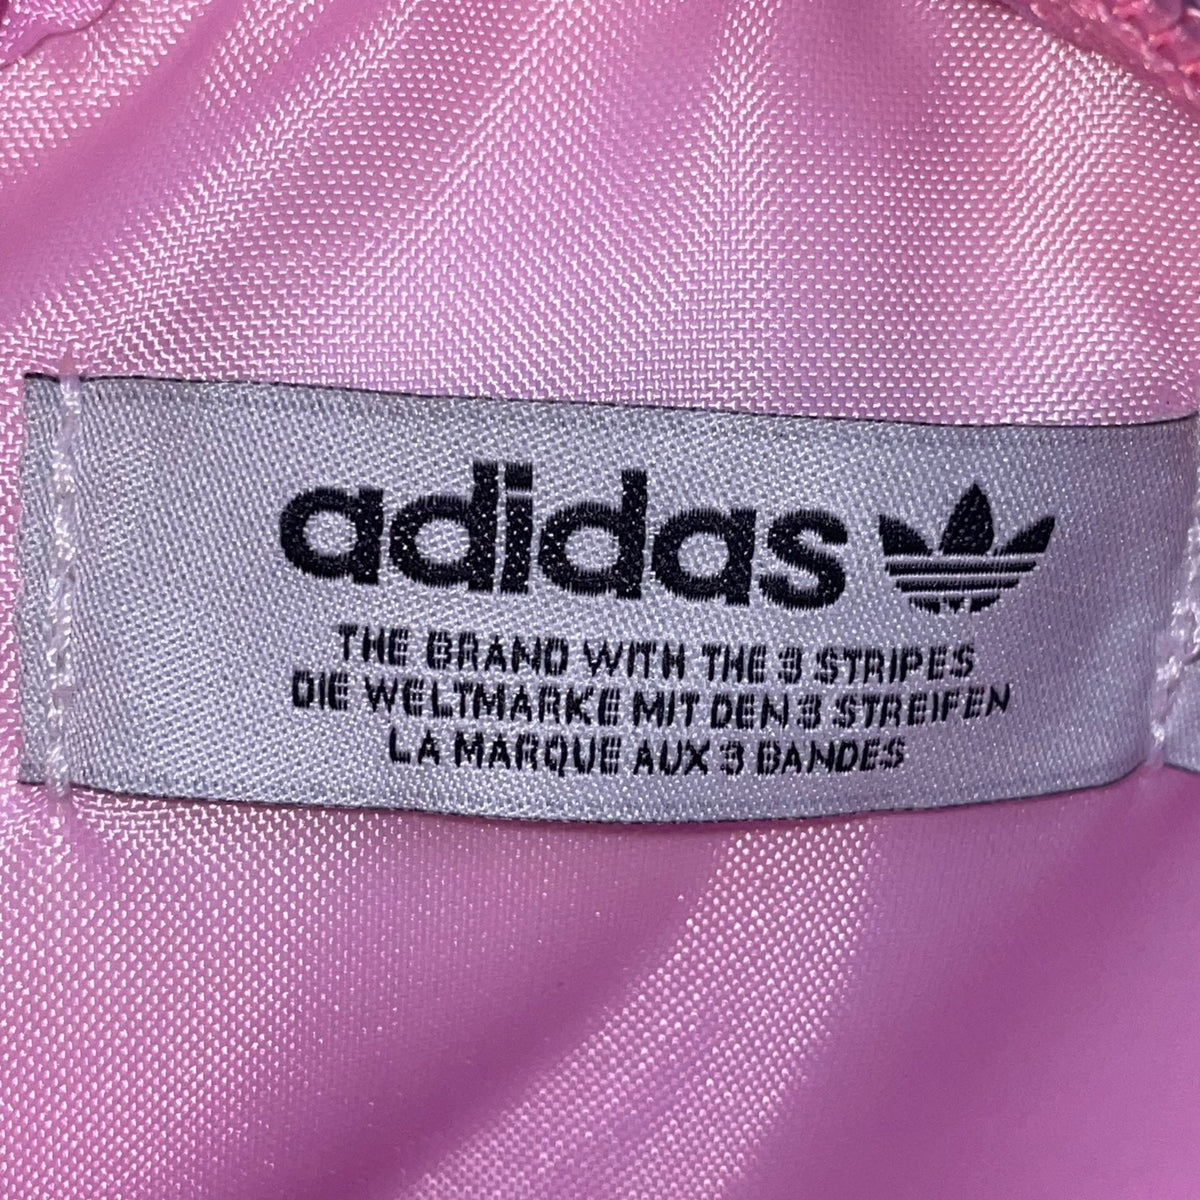 adidas
THE BRAND WITH THE 3 STRIPES
DIE WELTMARKE MIT DEN 3 STREIFEN
LA MARQUE AUX 3 BANDES